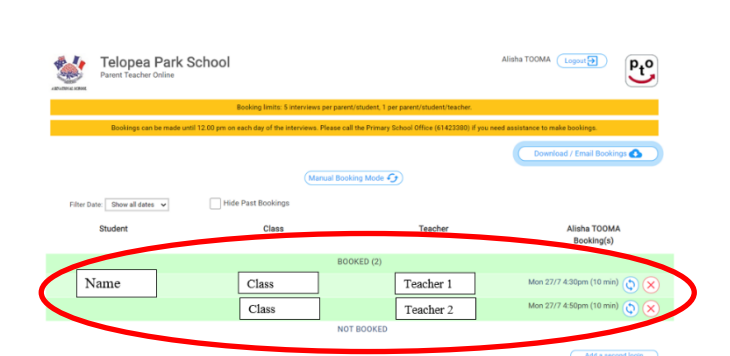 Telopea Park School
Parent Teacher Online
Alisha TOOMA Logout
pto
Booking limits: 5 interviews per parent/student, 1 per parent/student/teacher.
Bookings can be made until 12.00 pm on each day of the interviews. Please call the Primary School Office (61423380) if you need assistance to make bookings.
Download / Email Bookings
Manual Booking Mode
Filter Date: Show all dates Hide Past Bookings
Student Class Teacher Alisha TOOMA
Booking(s)
BOOKED (2)
Name Class Teacher 1 Mon 27/7 4:30pm (10 min)
Class Teacher 2 Mon 27/7 4:50pm (10 min)
NOT BOOKED
Add a second login